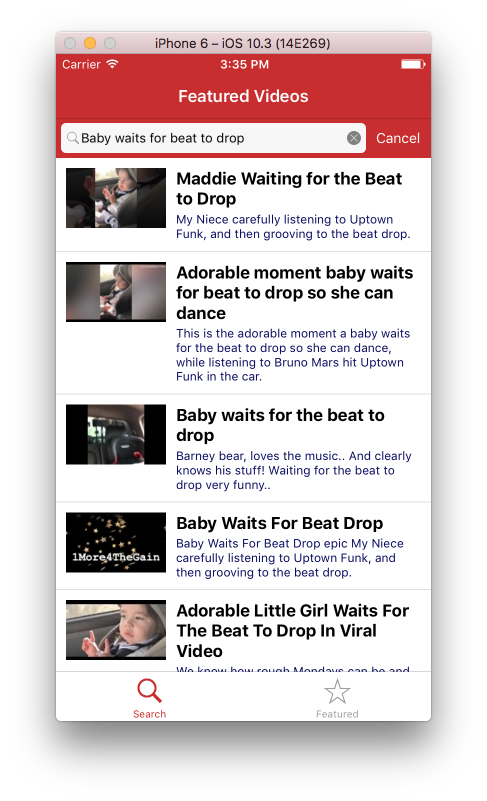 iPhone 6 – iOS 10.3 (14E269)
Carrier 3:35 PM
Featured Videos
Baby waits for beat to drop Cancel
Maddie Waiting for the Beat
to Drop
My Niece carefully listening to Uptown
Funk, and then grooving to the beat drop.
Adorable moment baby waits
for beat to drop so she can
dance
This is the adorable moment a baby waits
for the beat to drop so she can dance,
while listening to Bruno Mars hit Uptown
Funk in the car.
Baby waits for the beat to
drop
Barney bear, loves the music.. And clearly
knows his stuff! Waiting for the beat to
drop very funny..
1More4TheGain
Baby Waits For Beat Drop
Baby Waits For Beat Drop epic My Niece
carefully listening to Uptown Funk, and
then grooving to the beat drop.
Adorable Little Girl Waits For
The Beat To Drop In Viral
Video
We know how rough Mondays can be and
Search Featured